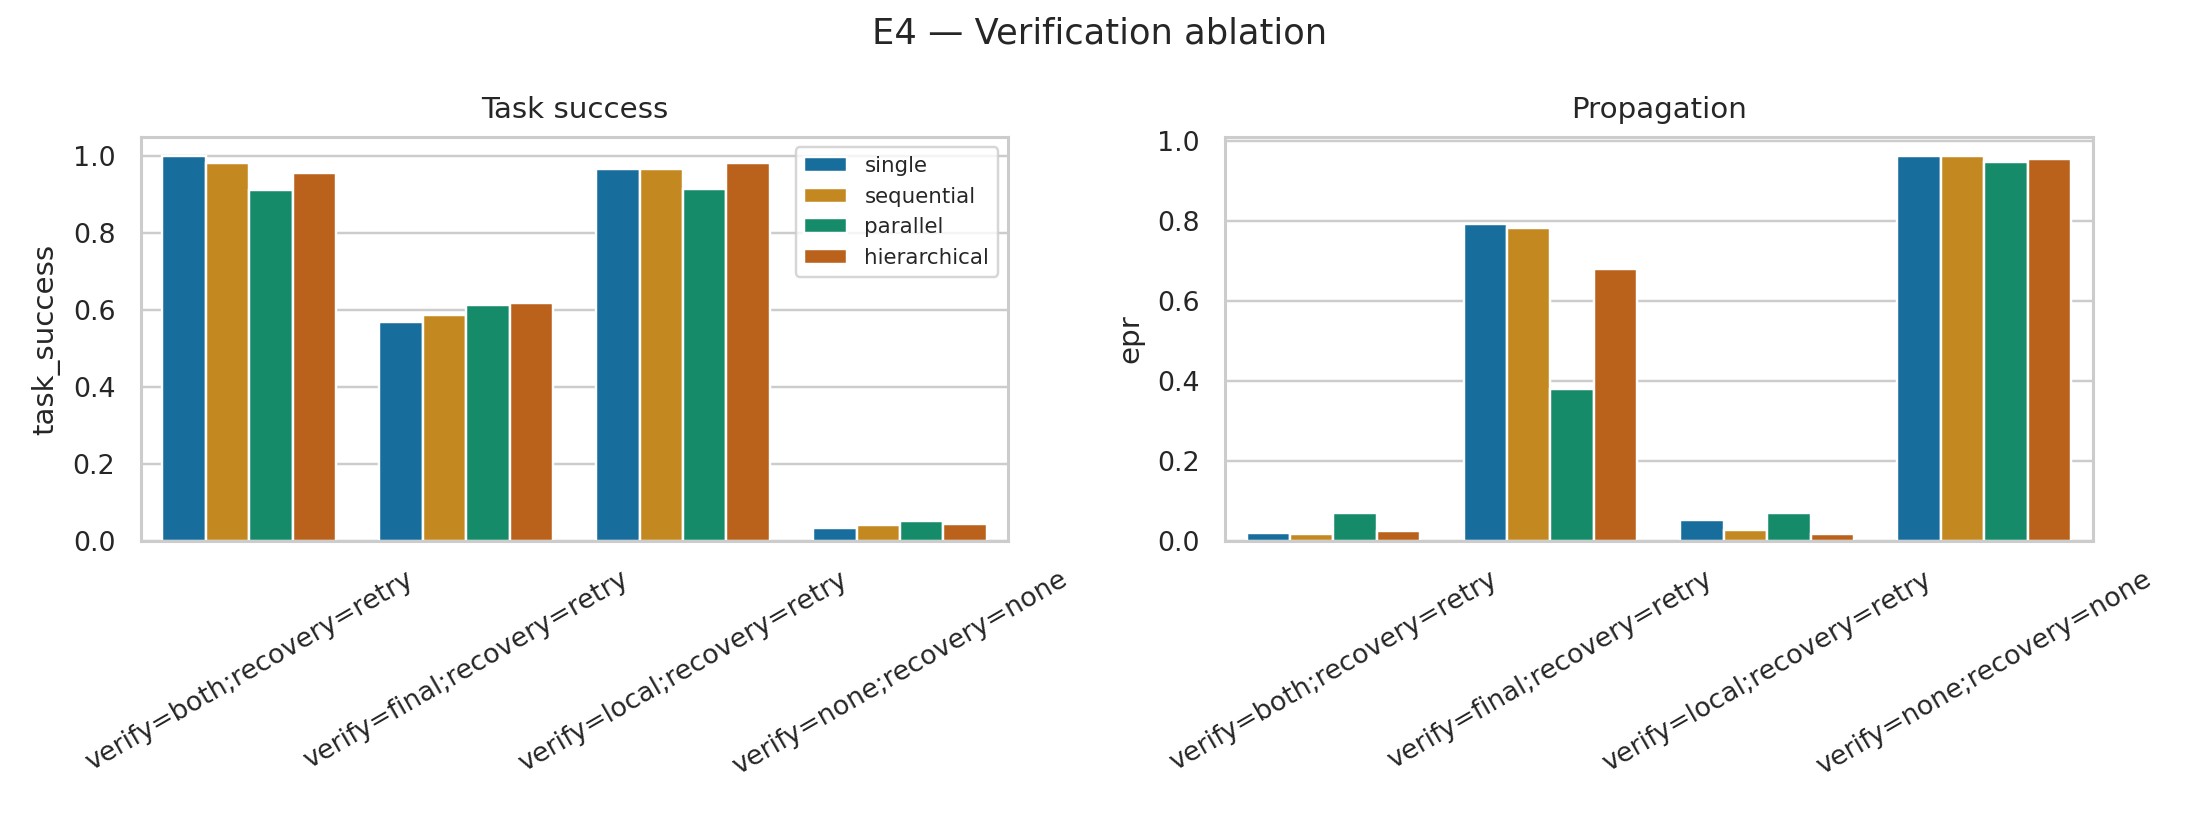 E4 — Verification ablation
Task success
task_success
1.0
0.8
0.6
0.4
0.2
0.0
single
sequential
parallel
hierarchical
verify=both;recovery=retry
verify=final;recovery=retry
verify=local;recovery=retry
verify=none;recovery=none
Propagation
epr
1.0
0.8
0.6
0.4
0.2
0.0
verify=both;recovery=retry
verify=final;recovery=retry
verify=local;recovery=retry
verify=none;recovery=none